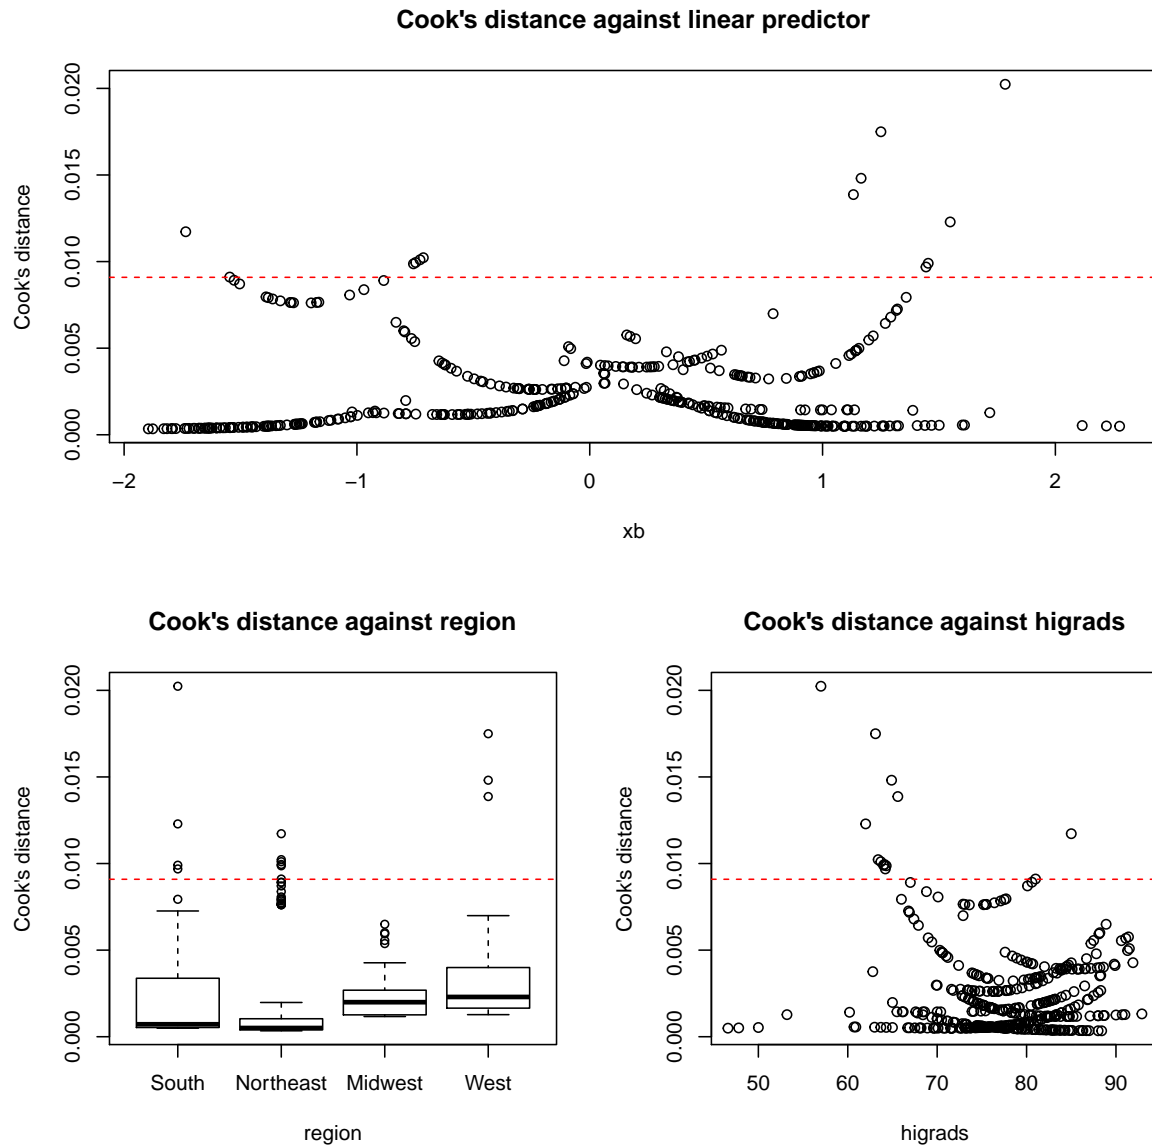 Cook's distance against linear predictor
Cook's distance
0.020
0.015
0.010
0.005
0.000
−2
−1
0
1
2
xb
Cook's distance against region
Cook's distance
0.020
0.015
0.010
0.005
0.000
South
Northeast
Midwest
West
region
Cook's distance against higrads
Cook's distance
0.020
0.015
0.010
0.005
0.000
50
60
70
80
90
higrads